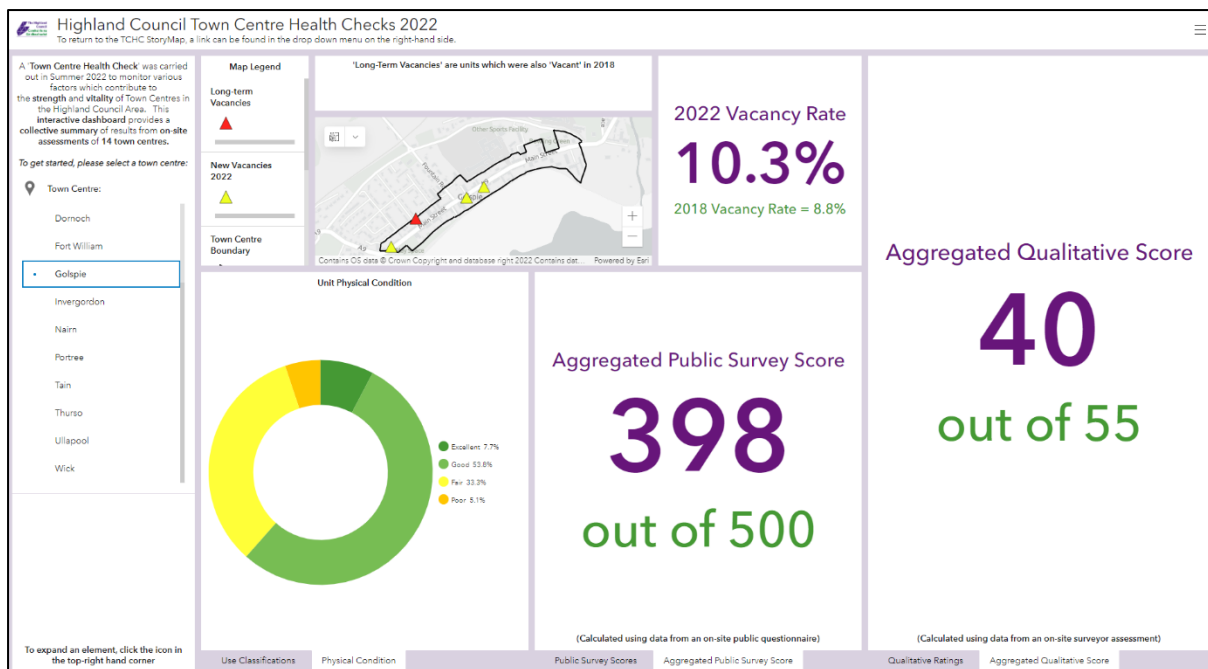 Highland Council Town Centre Health Checks 2022
To return to the TCHC StoryMap, a link can be found in the drop down menu on the right-hand side.
A 'Town Centre Health Check' was carried
out in Summer 2022 to monitor various
factors which contribute to
the strength and vitality of Town Centres in
the Highland Council Area. This
interactive dashboard provides a
collective summary of results from on-site
assessments of 14 town centres.
To get started, please select a town centre:
Town Centre:
Dornoch
Fort William
Golspie
Invergordon
Nairn
Portree
Tain
Thurso
Ullapool
Wick
To expand an element, click the icon in
the top-right hand corner
Map Legend
Long-term
Vacancies
New Vacancies
2022
Town Centre
Boundary
'Long-Term Vacancies' are units which were also 'Vacant' in 2018
Other Sports Facility
Bowling Green
Main Street
Fountain R
Golspie
Main Street
A9
+
−
Contains OS data © Crown Copyright and database right 2022 Contains dat...
Powered by Esri
2022 Vacancy Rate
10.3%
2018 Vacancy Rate = 8.8%
Unit Physical Condition
Excellent 7.7%
Good 53.8%
Fair 33.3%
Poor 5.1%
Use Classifications
Physical Condition
Aggregated Public Survey Score
398
out of 500
(Calculated using data from an on-site public questionnaire)
Public Survey Scores
Aggregated Public Survey Score
Aggregated Qualitative Score
40
out of 55
(Calculated using data from an on-site surveyor assessment)
Qualitative Ratings
Aggregated Qualitative Score